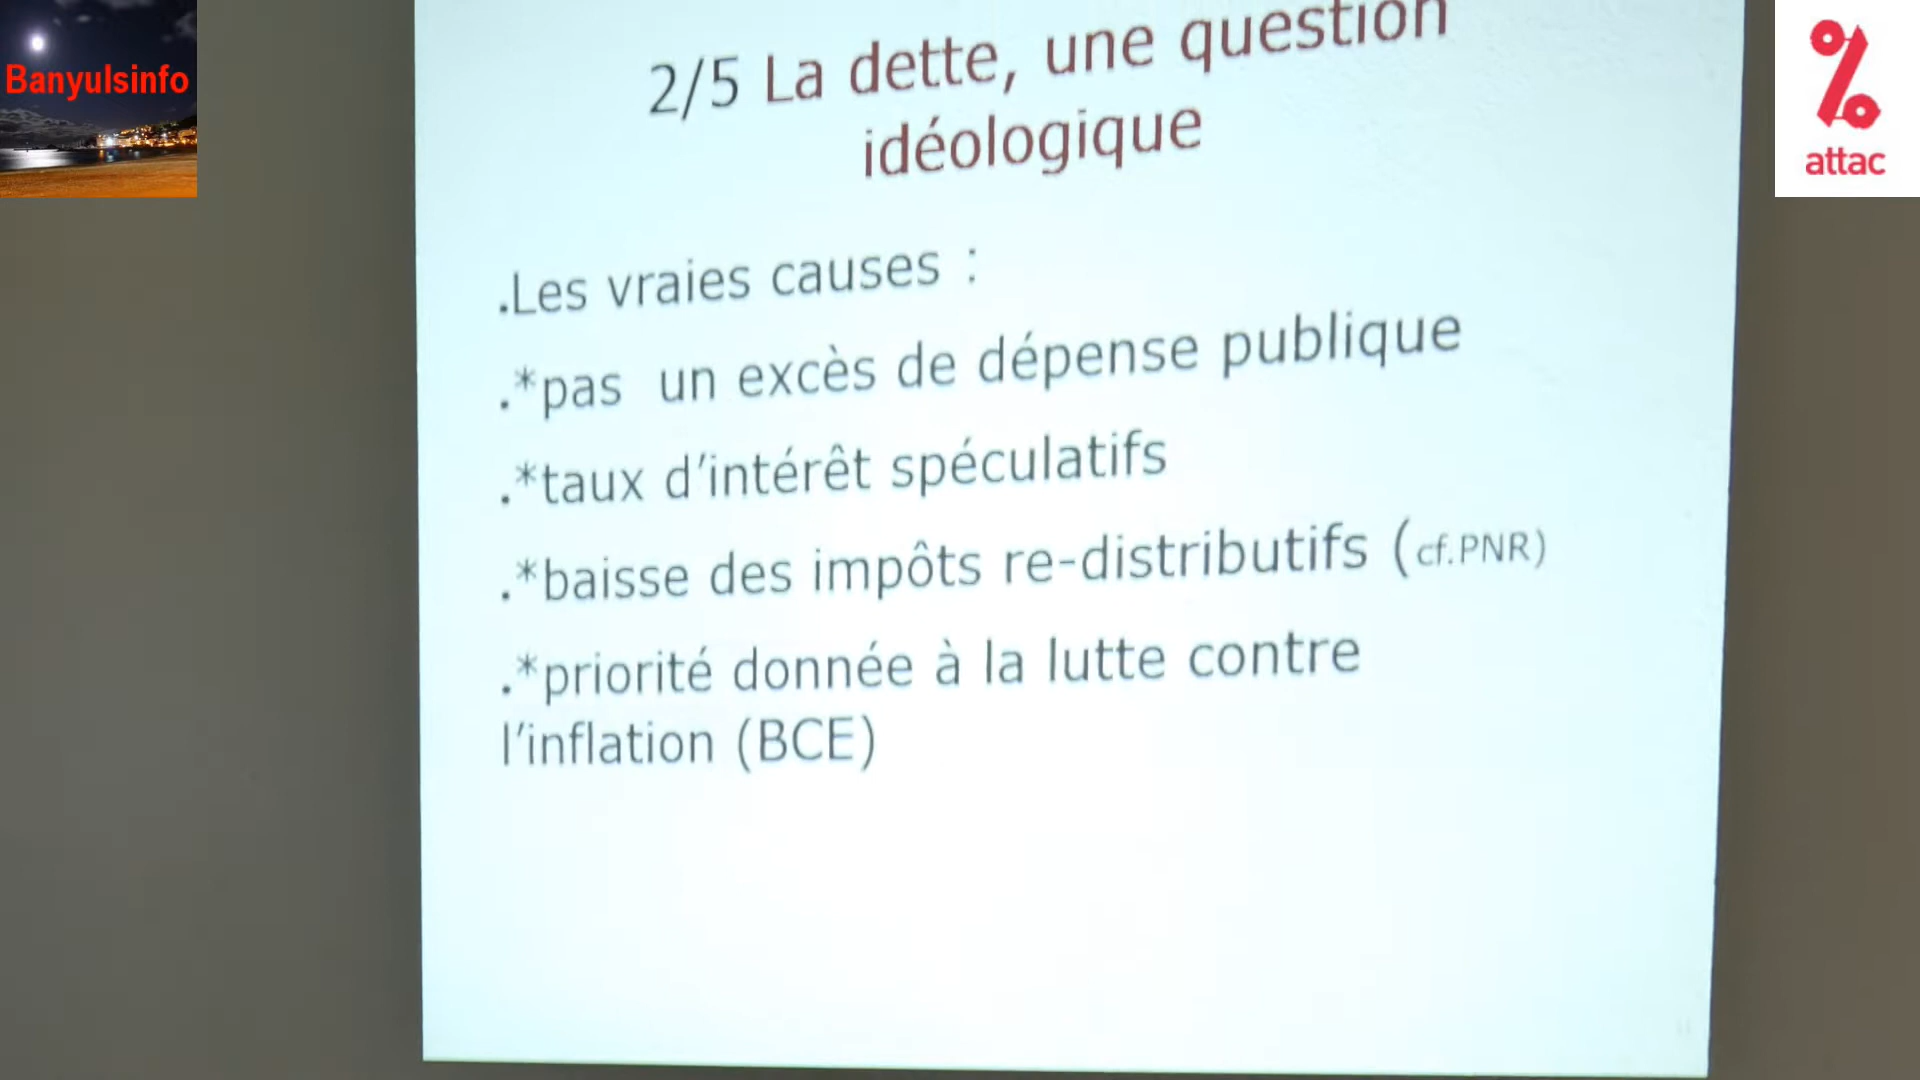 Banyulsinfo
attac
2/5 La dette, une question
idéologique
.Les vraies causes :
.*pas un excès de dépense publique
.*taux d'intérêt spéculatifs
.*baisse des impôts re-distributifs (cf.PNR)
.*priorité donnée à la lutte contre
l'inflation (BCE)